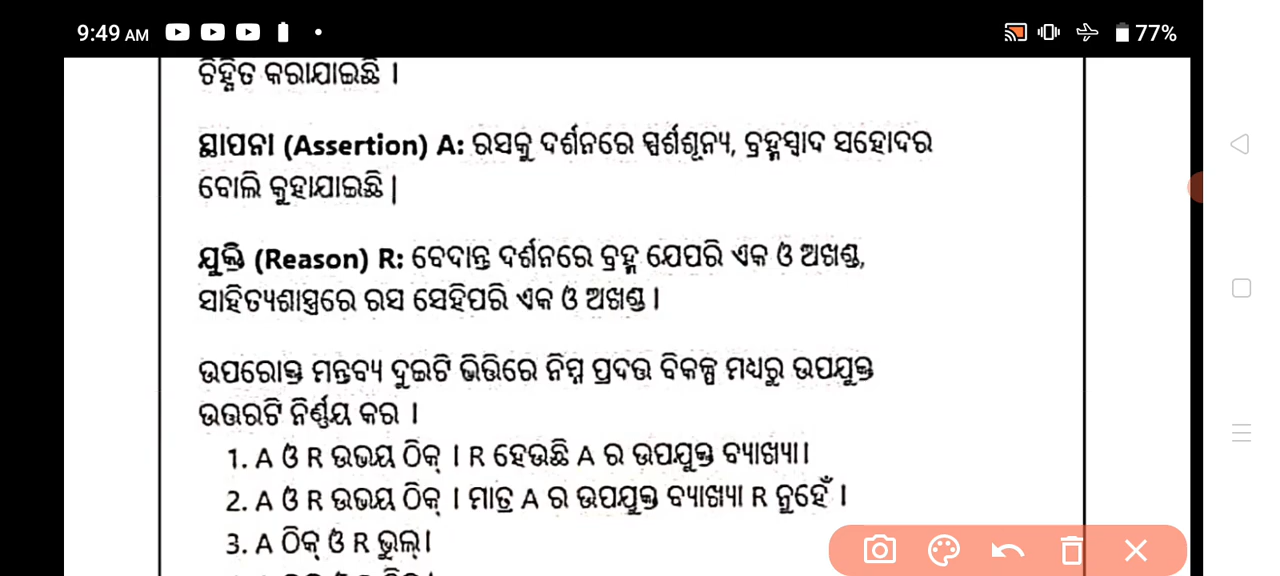 9:49 AM
77%
ଚିହ୍ନିତ କରାଯାଇଛି ।
ସ୍ଥାପନା (Assertion) A: ରସକୁ ଦର୍ଶନରେ ସ୍ପର୍ଶଶୂନ୍ୟ, ବ୍ରହ୍ମସ୍ୱାଦ ସହୋଦର
ବୋଲି କୁହାଯାଇଛି |
ଯୁକ୍ତି (Reason) R: ବେଦାନ୍ତ ଦର୍ଶନରେ ବ୍ରହ୍ମ ଯେପରି ଏକ ଓ ଅଖଣ୍ଡ,
ସାହିତ୍ୟଶାସ୍ତ୍ରରେ ରସ ସେହିପରି ଏକ ଓ ଅଖଣ୍ଡ ।
ଉପରୋକ୍ତ ମନ୍ତବ୍ୟ ଦୁଇଟି ଭିତ୍ତିରେ ନିମ୍ନ ପ୍ରଦତ୍ତ ବିକଳ୍ପ ମଧ୍ୟରୁ ଉପଯୁକ୍ତ
ଉତ୍ତରଟି ନିର୍ଣ୍ଣୟ କର ।
1. A ଓ R ଉଭୟ ଠିକ୍ । R ହେଉଛି A ର ଉପଯୁକ୍ତ ବ୍ୟାଖ୍ୟା।
2. A ଓ R ଉଭୟ ଠିକ୍ । ମାତ୍ର A ର ଉପଯୁକ୍ତ ବ୍ୟାଖ୍ୟା R ନୁହେଁ ।
3. A ଠିକ୍ ଓ R ଭୁଲ୍।